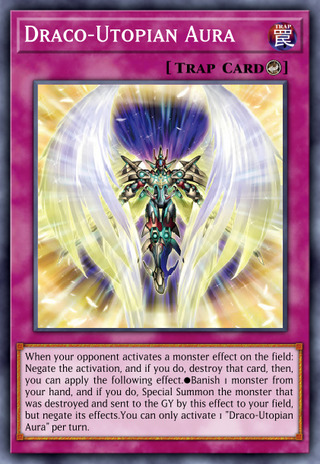 Draco-Utopian Aura
TRAP
罠
[ Trap Card ]
When your opponent activates a monster effect on the field:
Negate the activation, and if you do, destroy that card, then,
you can apply the following effect.●Banish 1 monster from
your hand, and if you do, Special Summon the monster that
was destroyed and sent to the GY by this effect to your field,
but negate its effects.You can only activate 1 "Draco-Utopian
Aura" per turn.